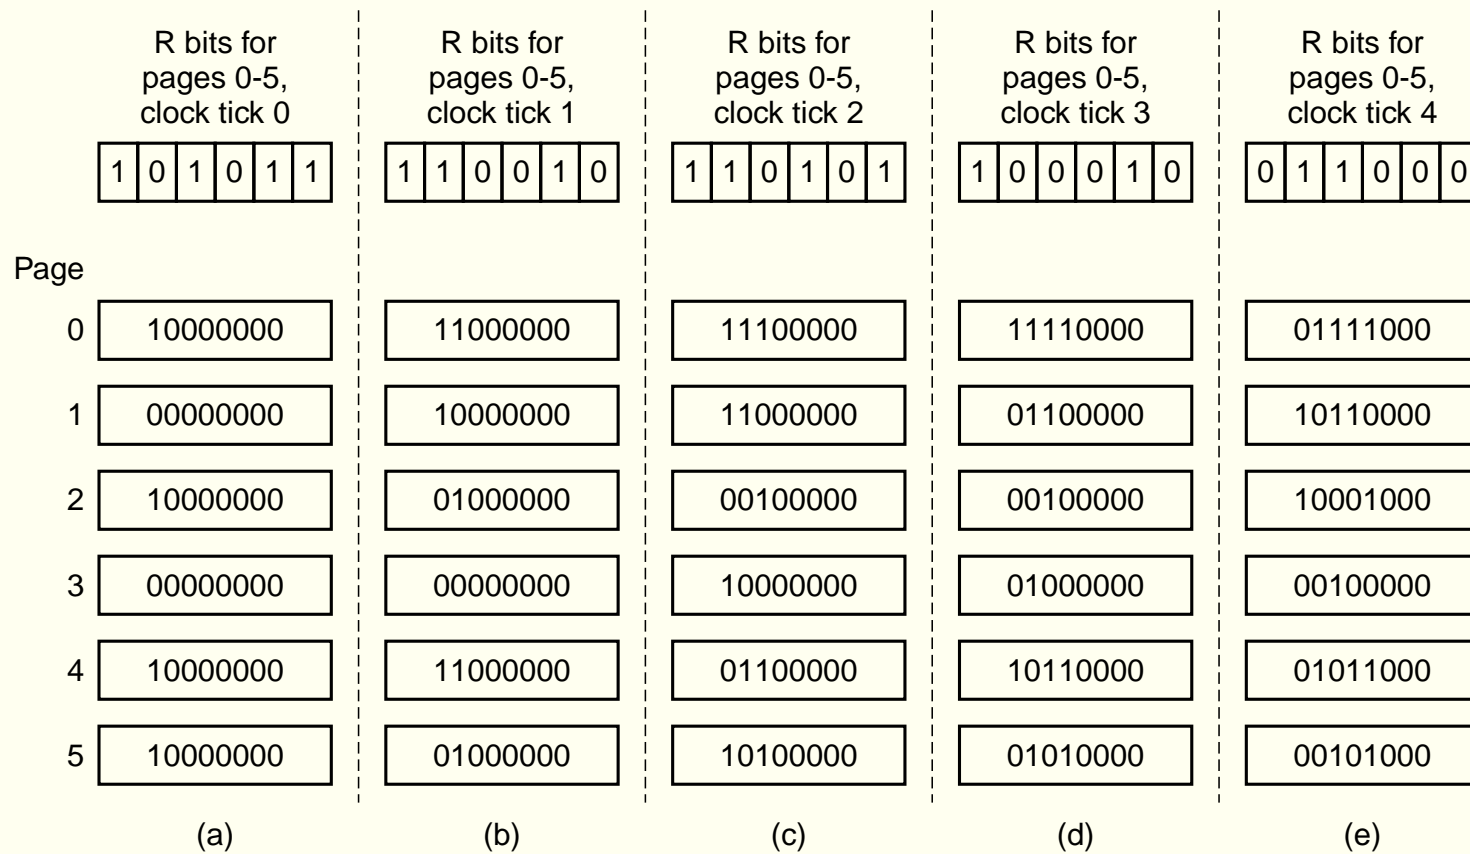 R bits for pages 0-5, clock tick 0
R bits for pages 0-5, clock tick 1
R bits for pages 0-5, clock tick 2
R bits for pages 0-5, clock tick 3
R bits for pages 0-5, clock tick 4
1 0 1 0 1 1
1 1 0 0 1 0
1 1 0 1 0 1
1 0 0 0 1 0
0 1 1 0 0 0
Page
0 10000000 11000000 11100000 11110000 01111000
1 00000000 10000000 11000000 01100000 10110000
2 10000000 01000000 00100000 00100000 10001000
3 00000000 00000000 10000000 01000000 00100000
4 10000000 11000000 01100000 10110000 01011000
5 10000000 01000000 10100000 01010000 00101000
(a) (b) (c) (d) (e)